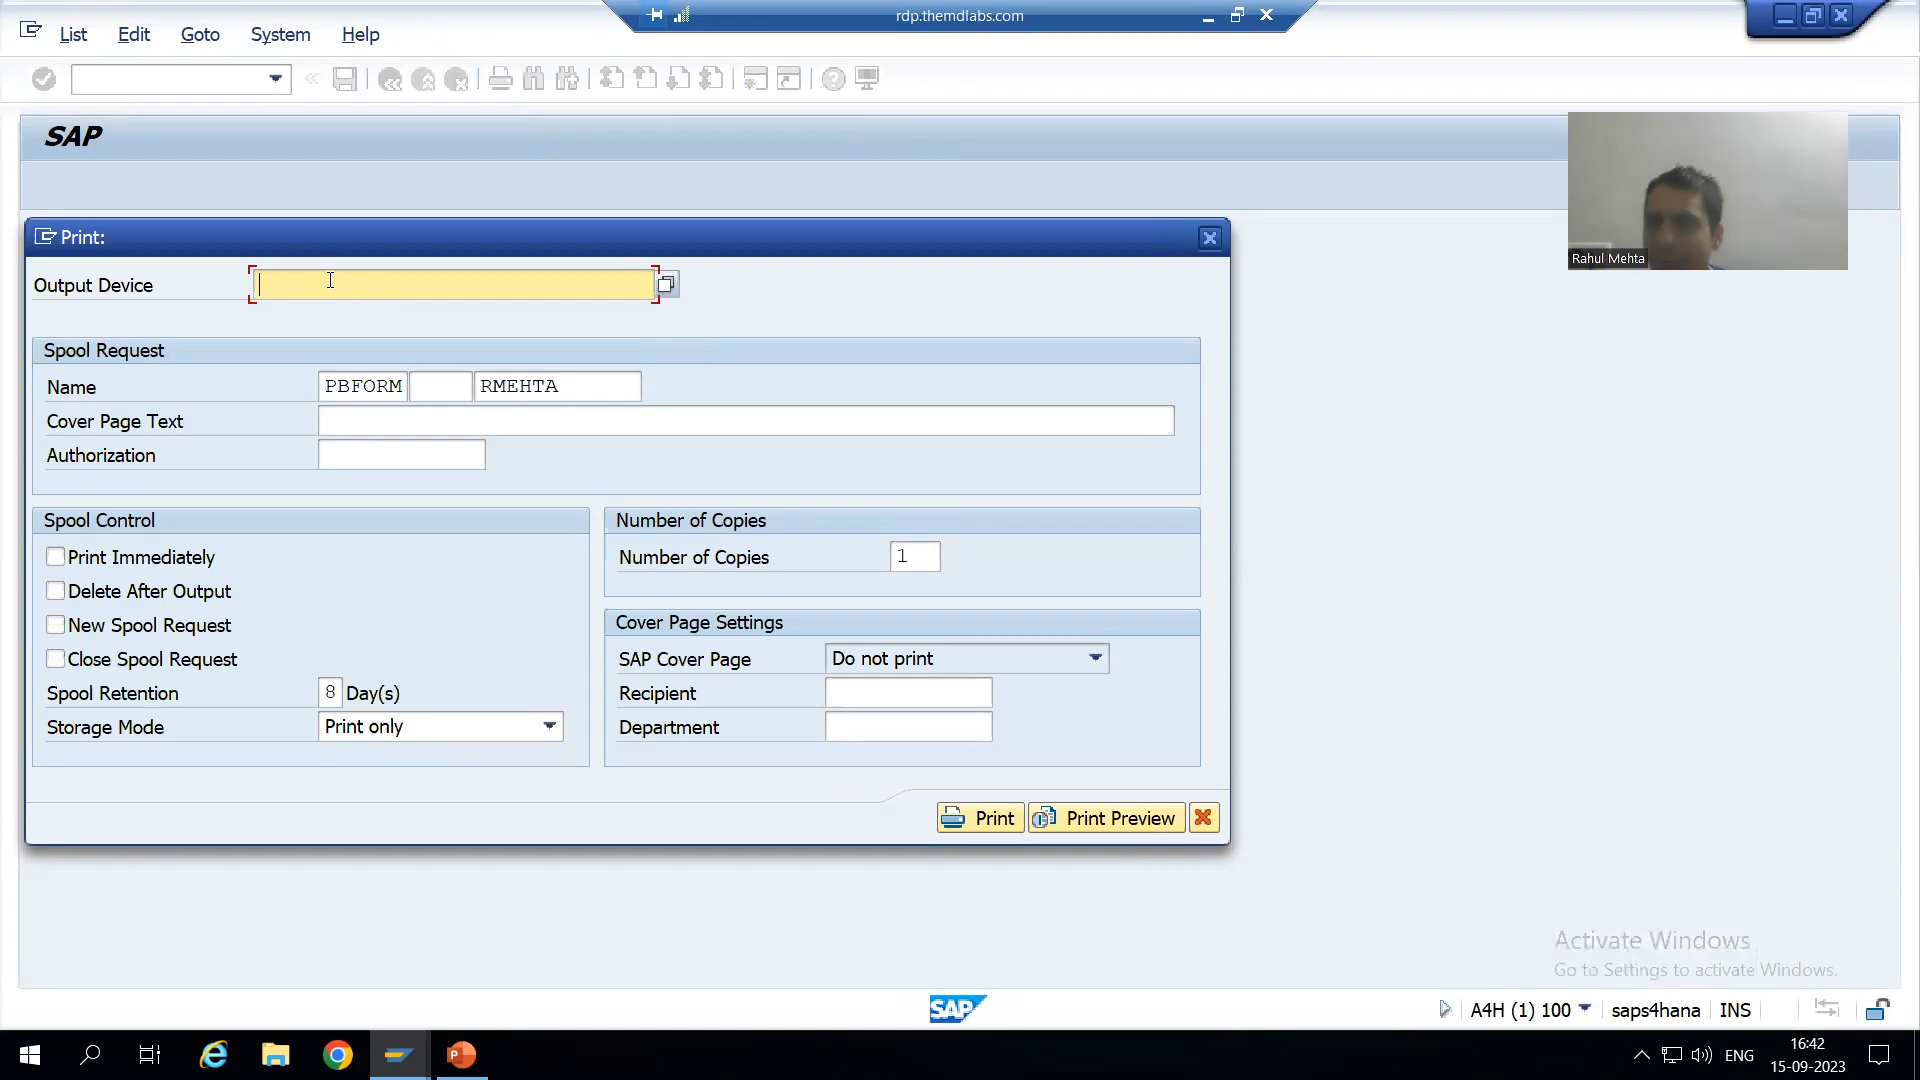 rdp.themdlabs.com
List Edit Goto System Help
SAP
Rahul Mehta
Print:
Output Device
Spool Request
Name PBFORM RMEHTA
Cover Page Text
Authorization
Spool Control
Print Immediately
Delete After Output
New Spool Request
Close Spool Request
Spool Retention 8 Day(s)
Storage Mode Print only
Number of Copies
Number of Copies 1
Cover Page Settings
SAP Cover Page Do not print
Recipient
Department
Print Print Preview
Activate Windows
Go to Settings to activate Windows.
SAP
A4H (1) 100 saps4hana INS
ENG
16:42
15-09-2023